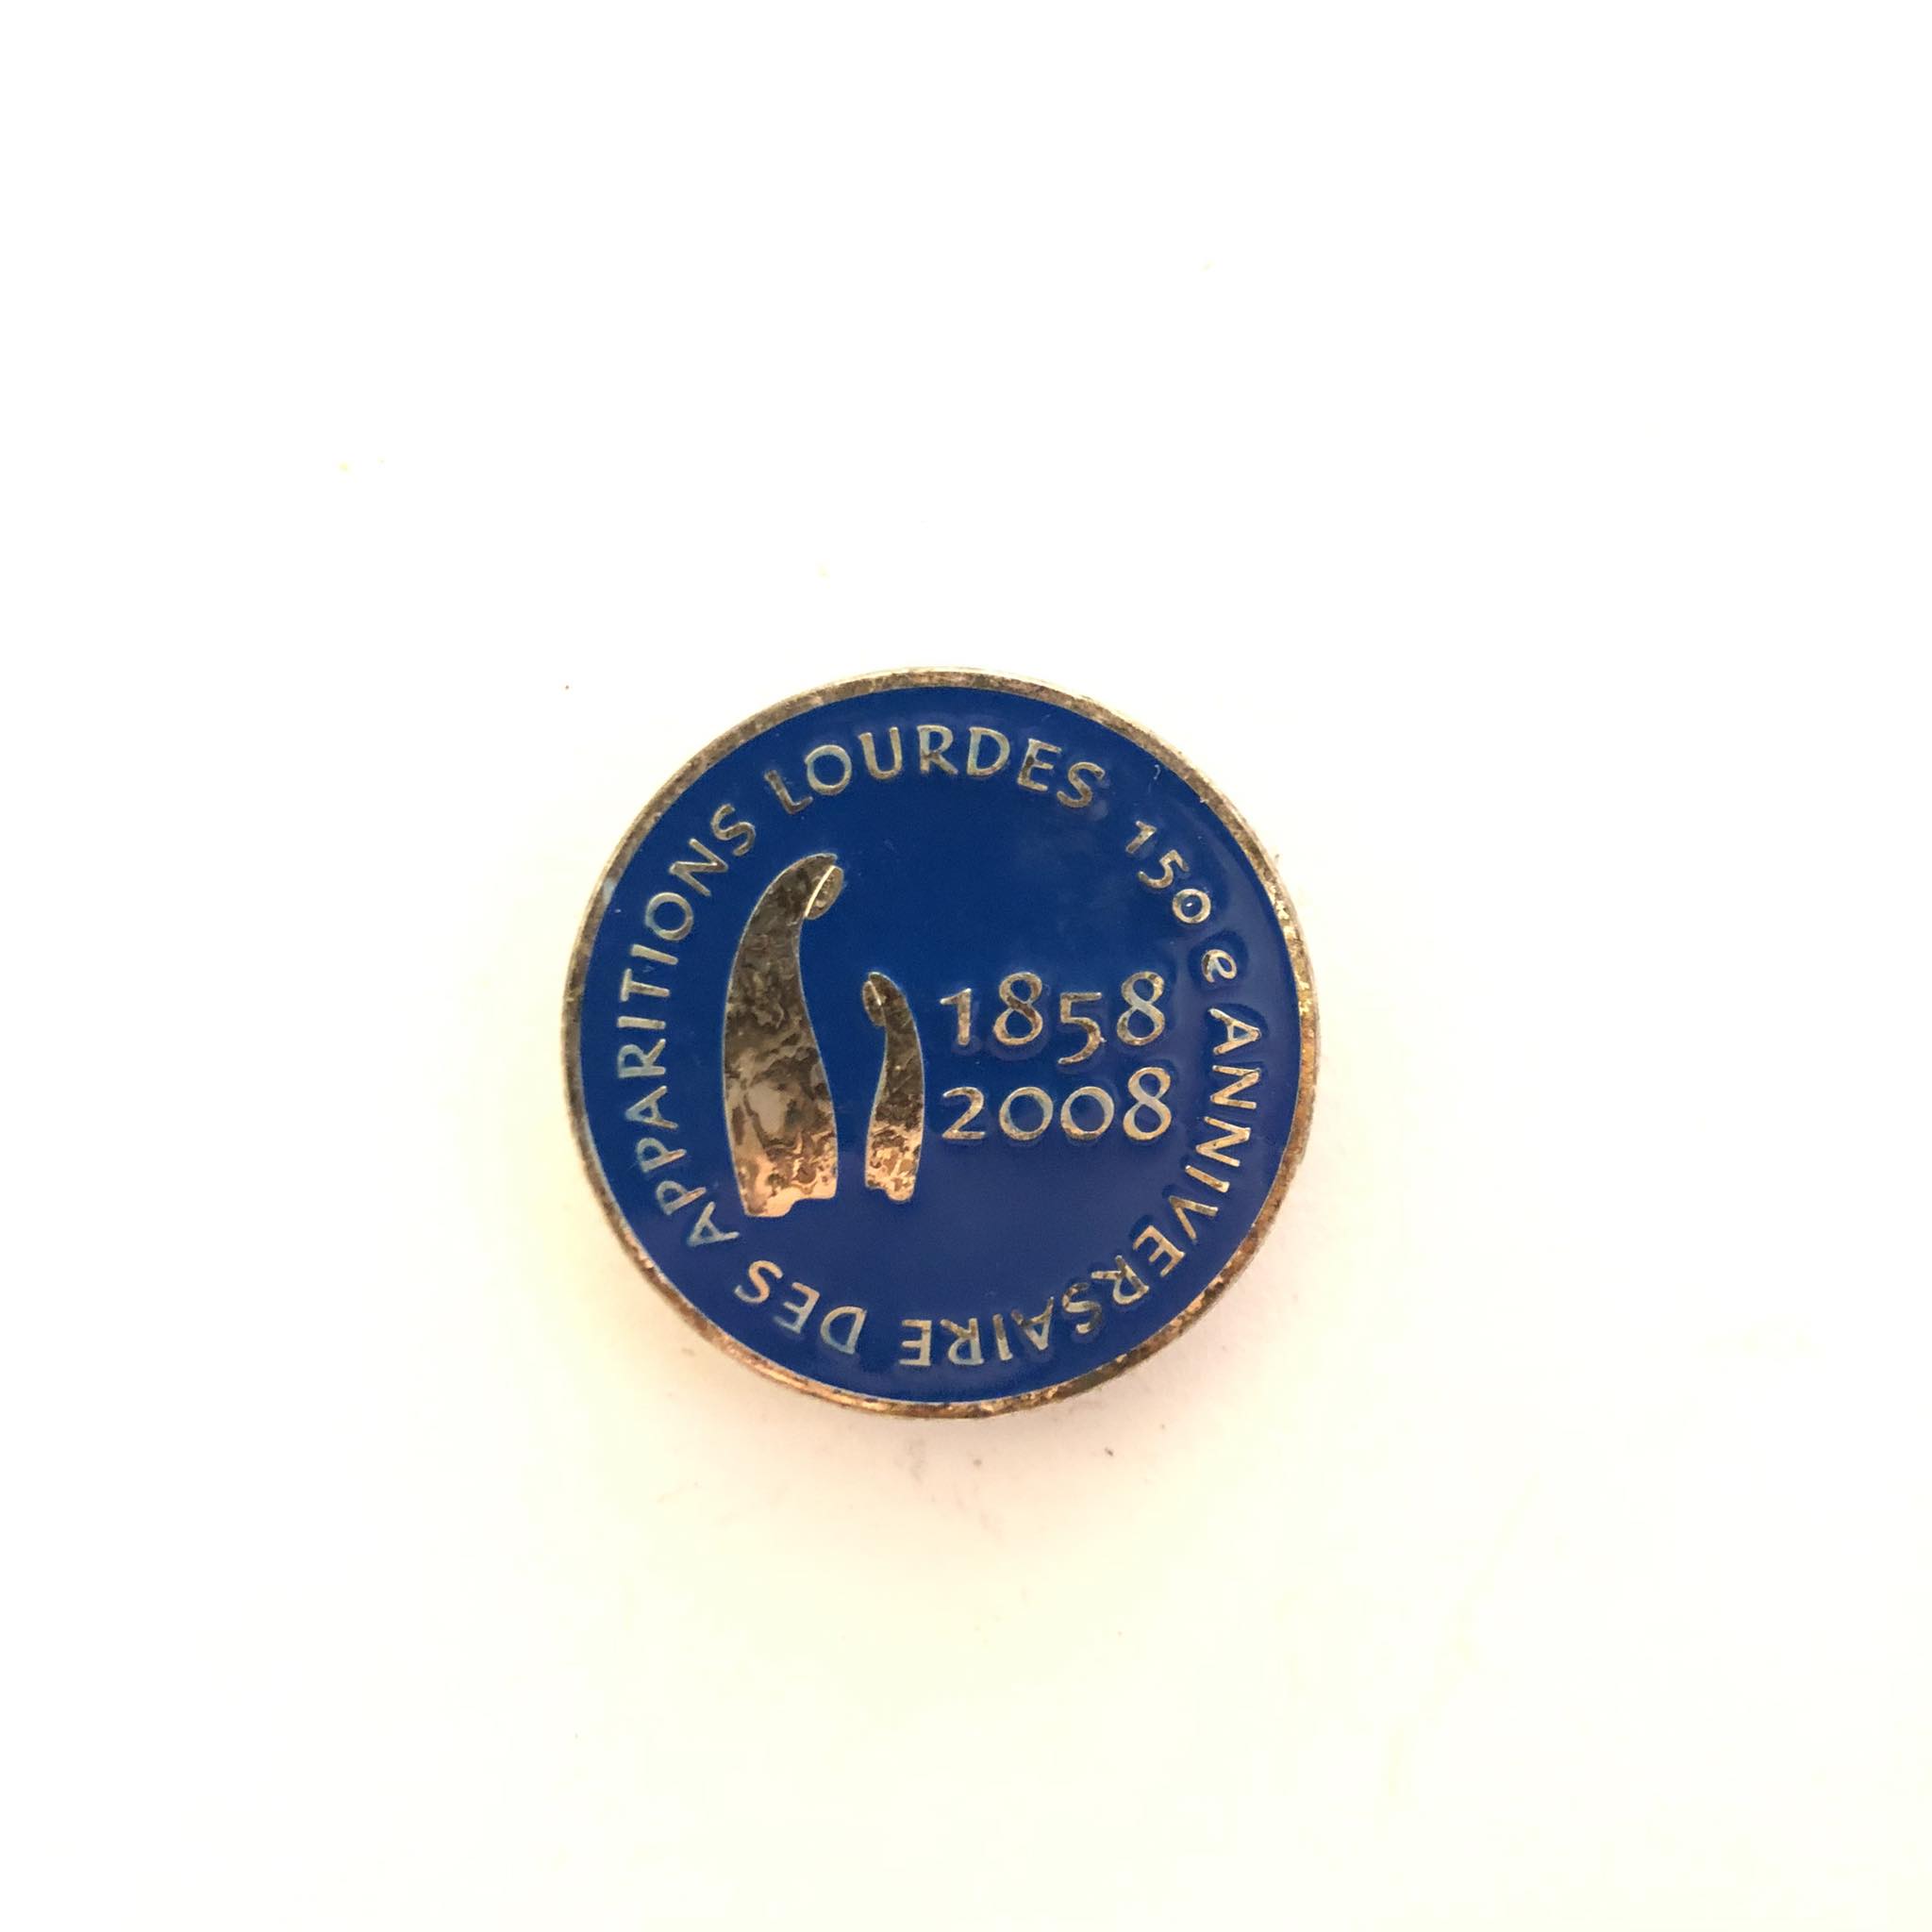 LOURDES 150e ANNIVERSAIRE DES APPARITIONS
1858
2008